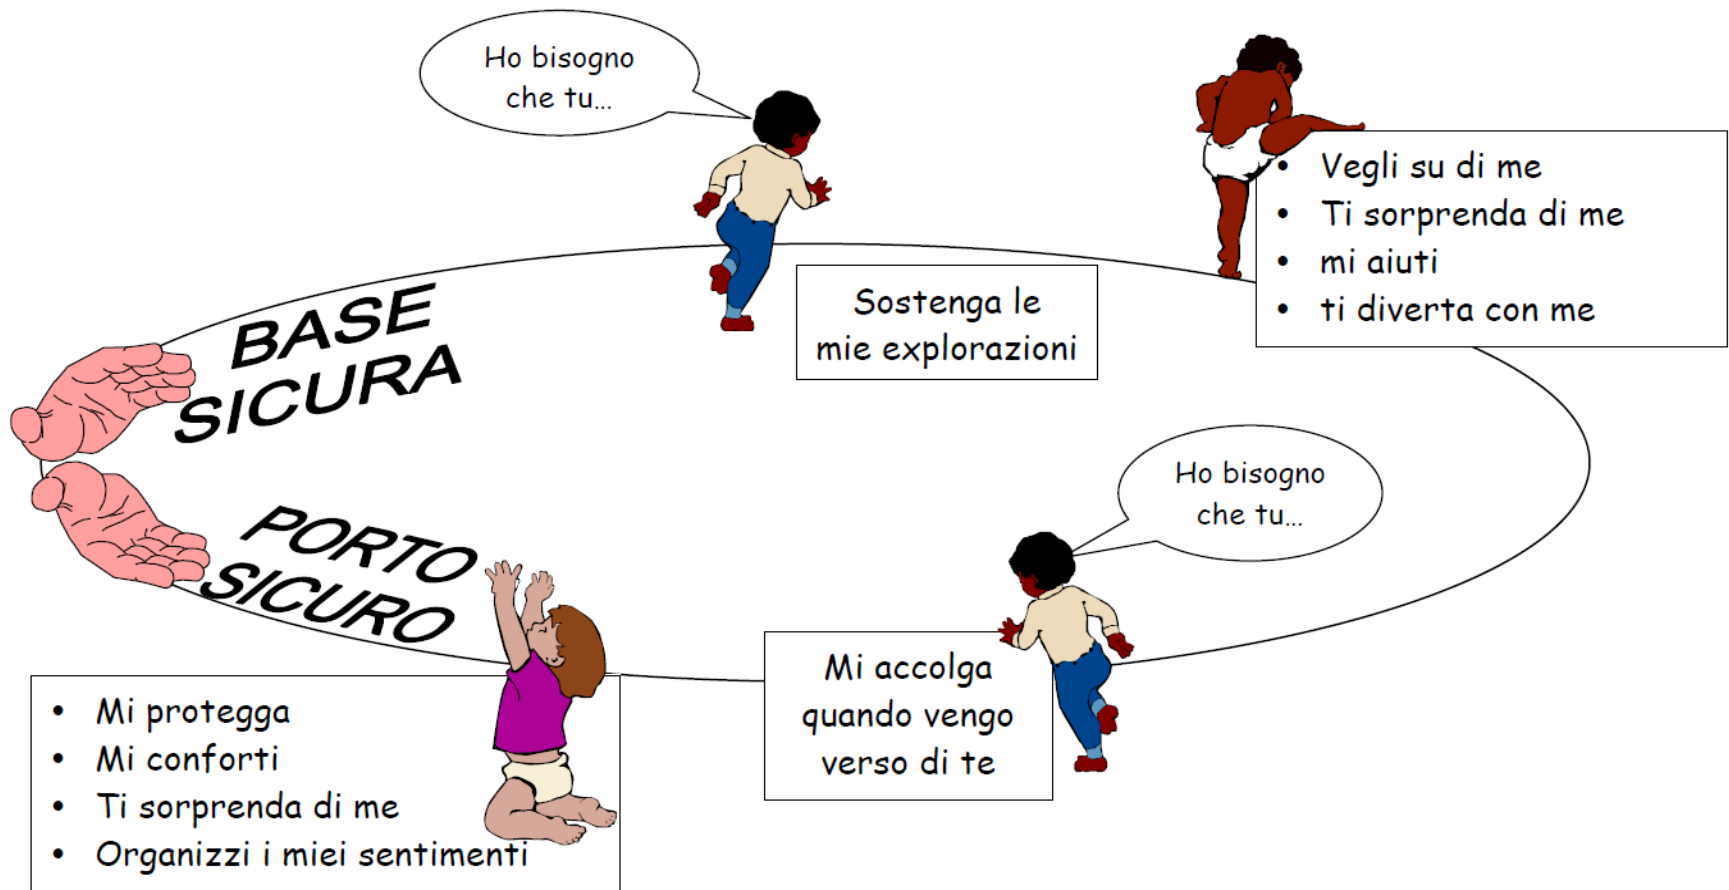 Ho bisogno
che tu...
• Vegli su di me
• Ti sorprenda di me
• mi aiuti
• ti diverta con me
Sostenga le
mie explorazioni
BASE
SICURA
Ho bisogno
che tu...
PORTO
SICURO
Mi accolga
quando vengo
verso di te
• Mi protegga
• Mi conforti
• Ti sorprenda di me
• Organizzi i miei sentimenti